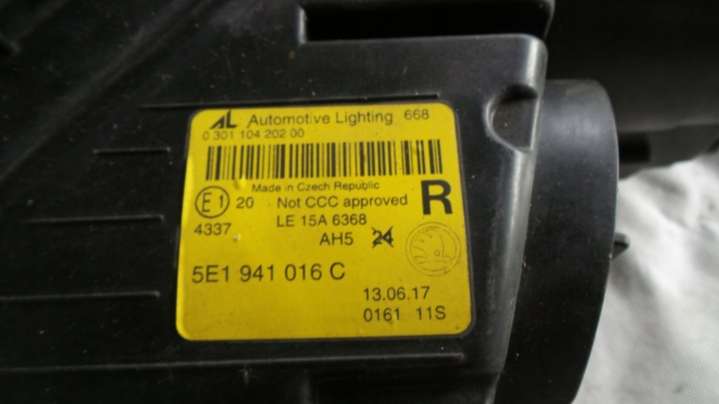 AL Automotive Lighting 668
0 301 104 202 00
Made in Czech Republic
E1 20 Not CCC approved R
4337 LE 15A 6368
AH5 24
5E1 941 016 C
13.06.17
0161 11S